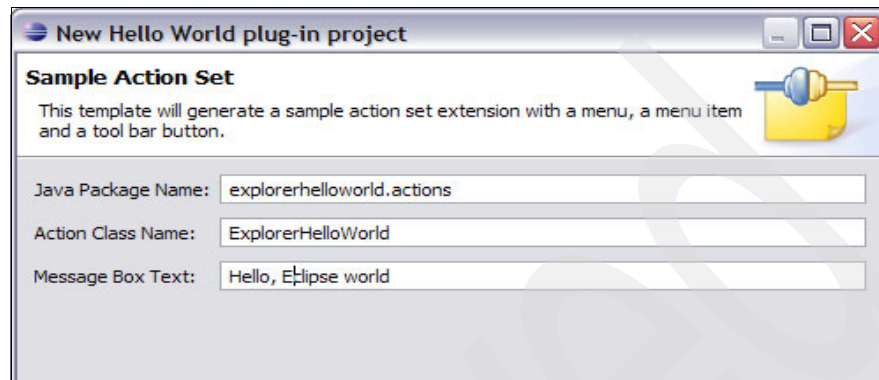 New Hello World plug-in project
Sample Action Set
This template will generate a sample action set extension with a menu, a menu item
and a tool bar button.
Java Package Name: explorerhelloworld.actions
Action Class Name: ExplorerHelloWorld
Message Box Text: Hello, Eclipse world